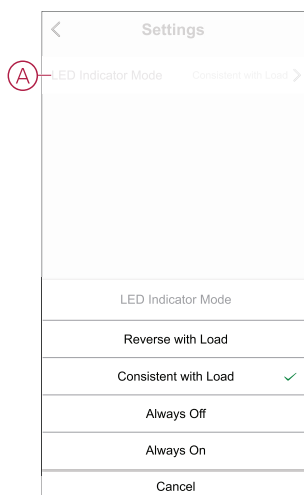 Settings
A LED Indicator Mode Consistent with Load
LED Indicator Mode
Reverse with Load
Consistent with Load
Always Off
Always On
Cancel